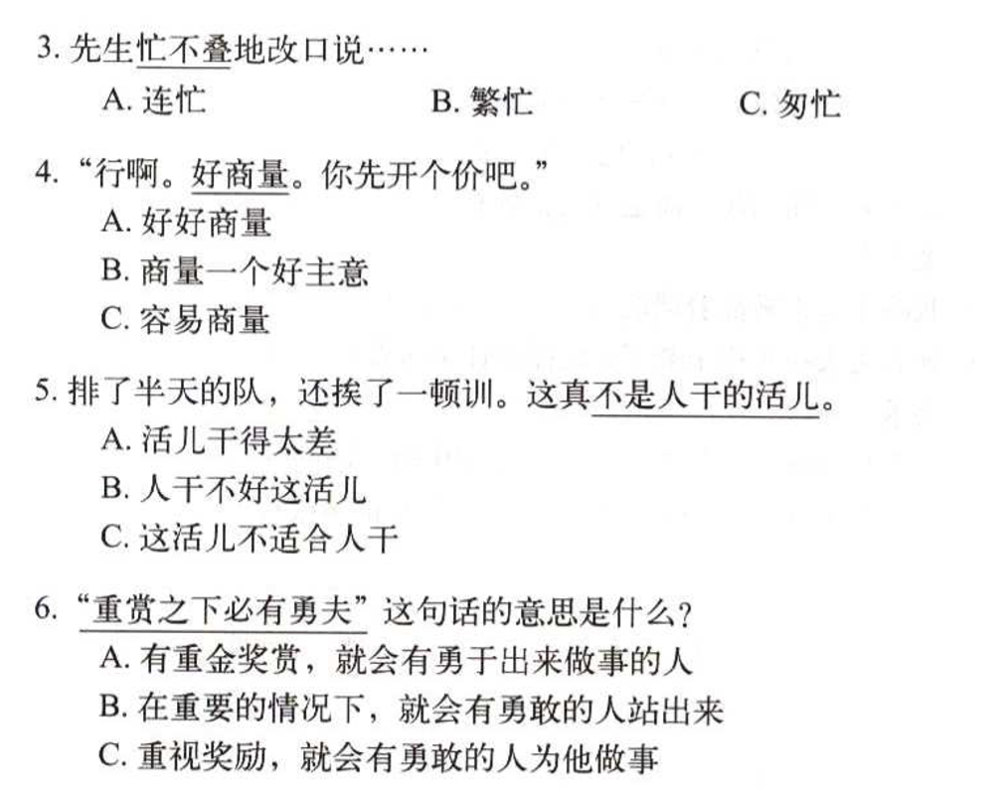 3. 先生忙不叠地改口说……
A. 连忙 B. 繁忙 C. 匆忙
4. “行啊。好商量。你先开个价吧。”
A. 好好商量
B. 商量一个好主意
C. 容易商量
5. 排了半天的队，还挨了一顿训。这真不是人干的活儿。
A. 活儿干得太差
B. 人干不好这活儿
C. 这活儿不适合人干
6. “重赏之下必有勇夫”这句话的意思是什么？
A. 有重金奖赏，就会有勇于出来做事的人
B. 在重要的情况下，就会有勇敢的人站出来
C. 重视奖励，就会有勇敢的人为他做事